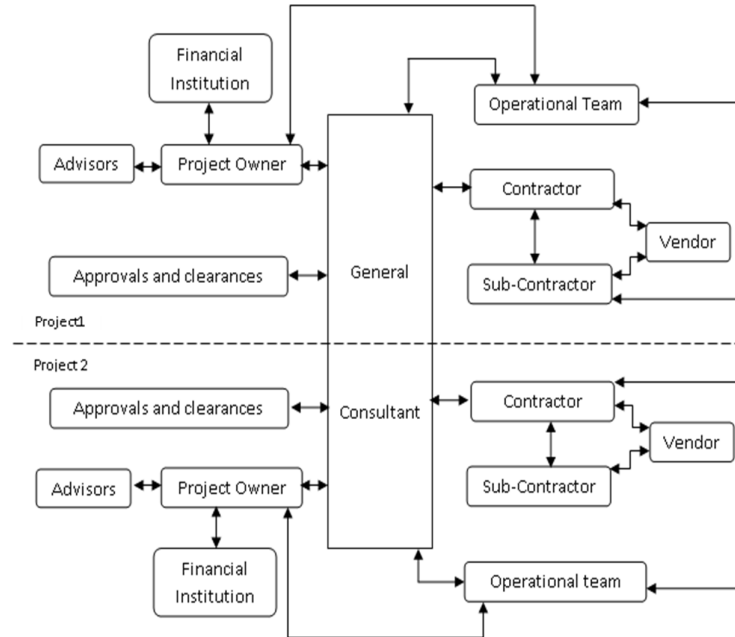 Financial
Institution
Operational Team
Advisors
Project Owner
Contractor
Vendor
Approvals and clearances
General
Sub-Contractor
Project1
Project 2
Approvals and clearances
Consultant
Contractor
Vendor
Advisors
Project Owner
Sub-Contractor
Financial
Institution
Operational team